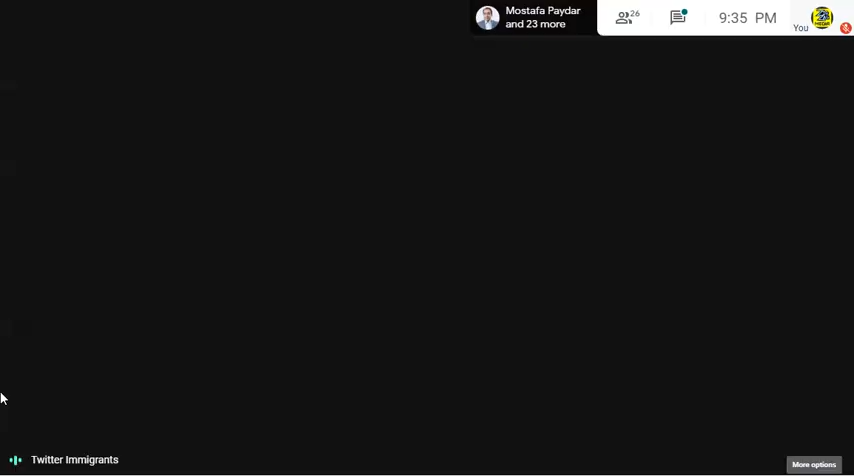 Mostafa Paydar
and 23 more
26
9:35 PM
You
Twitter Immigrants
More options